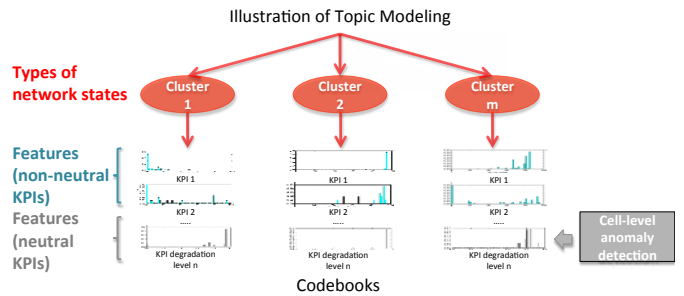 Illustration of Topic Modeling
Types of
network states
Cluster
1
Cluster
2
Cluster
m
Features
(non-neutral
KPIs)
KPI 1
KPI 1
KPI 1
KPI 2
KPI 2
KPI 2
.....
.....
.....
Features
(neutral
KPIs)
Cell-level
anomaly
detection
KPI degradation
level n
KPI degradation
level n
KPI degradation
level n
Codebooks